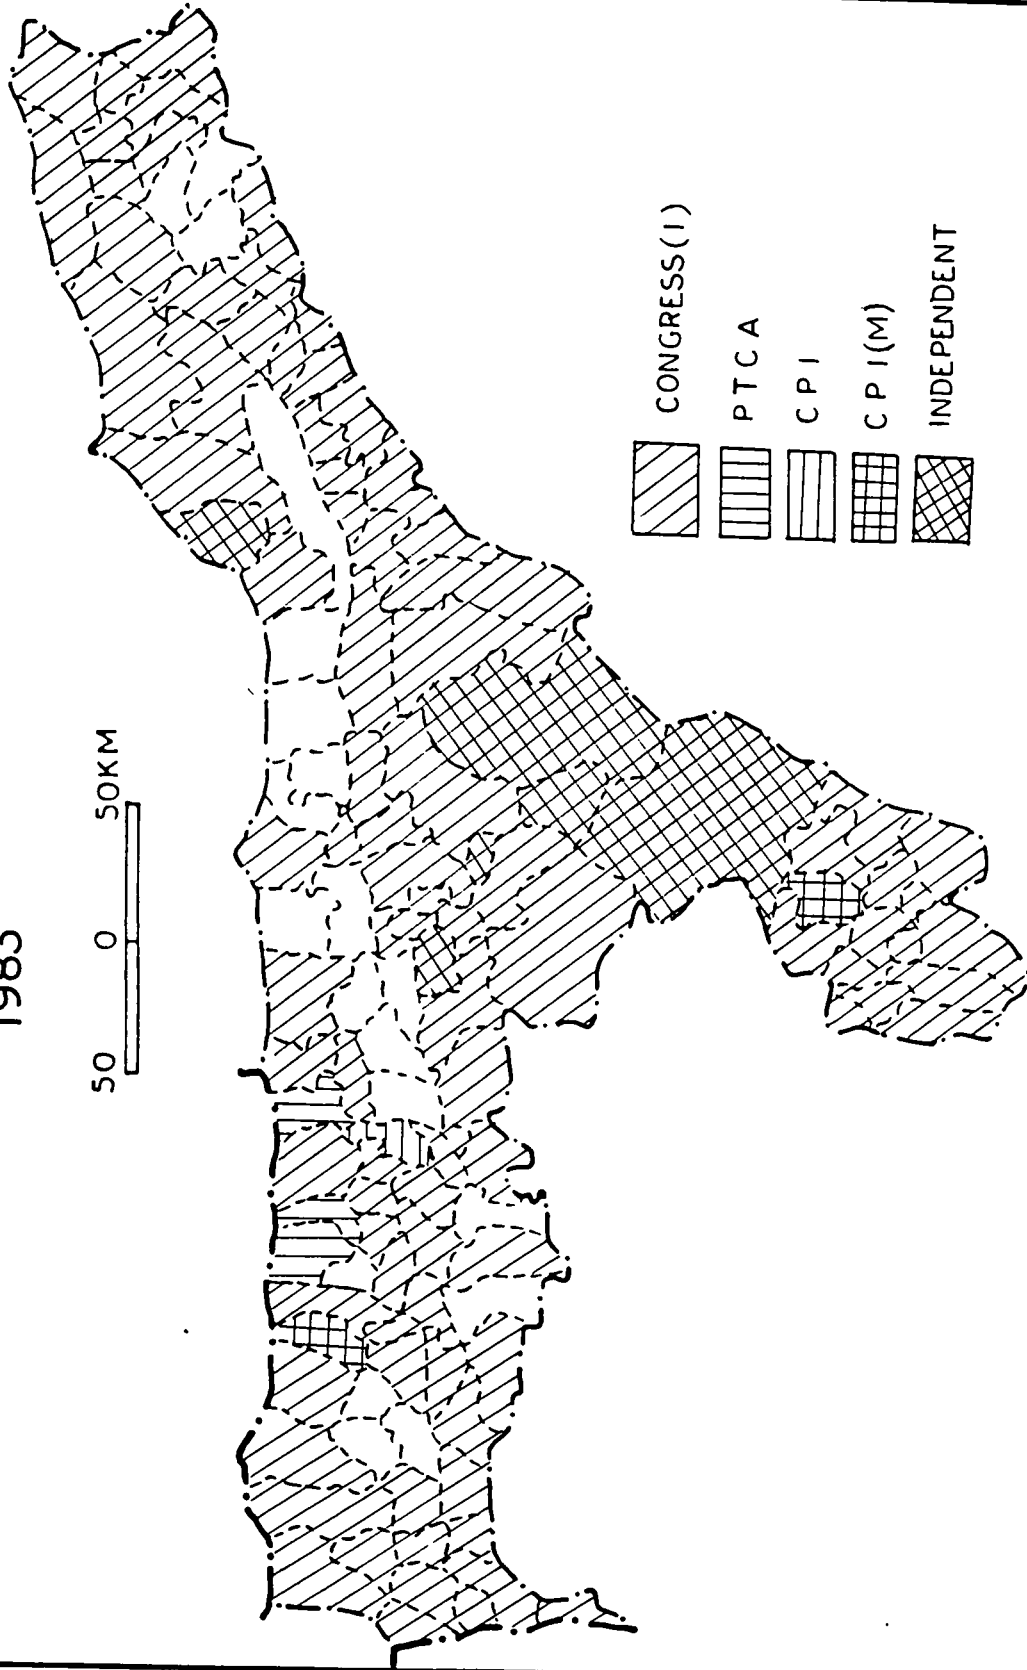 1983
50 0 50KM
CONGRESS(I)
PTCA
CPI
CPI(M)
INDEPENDENT